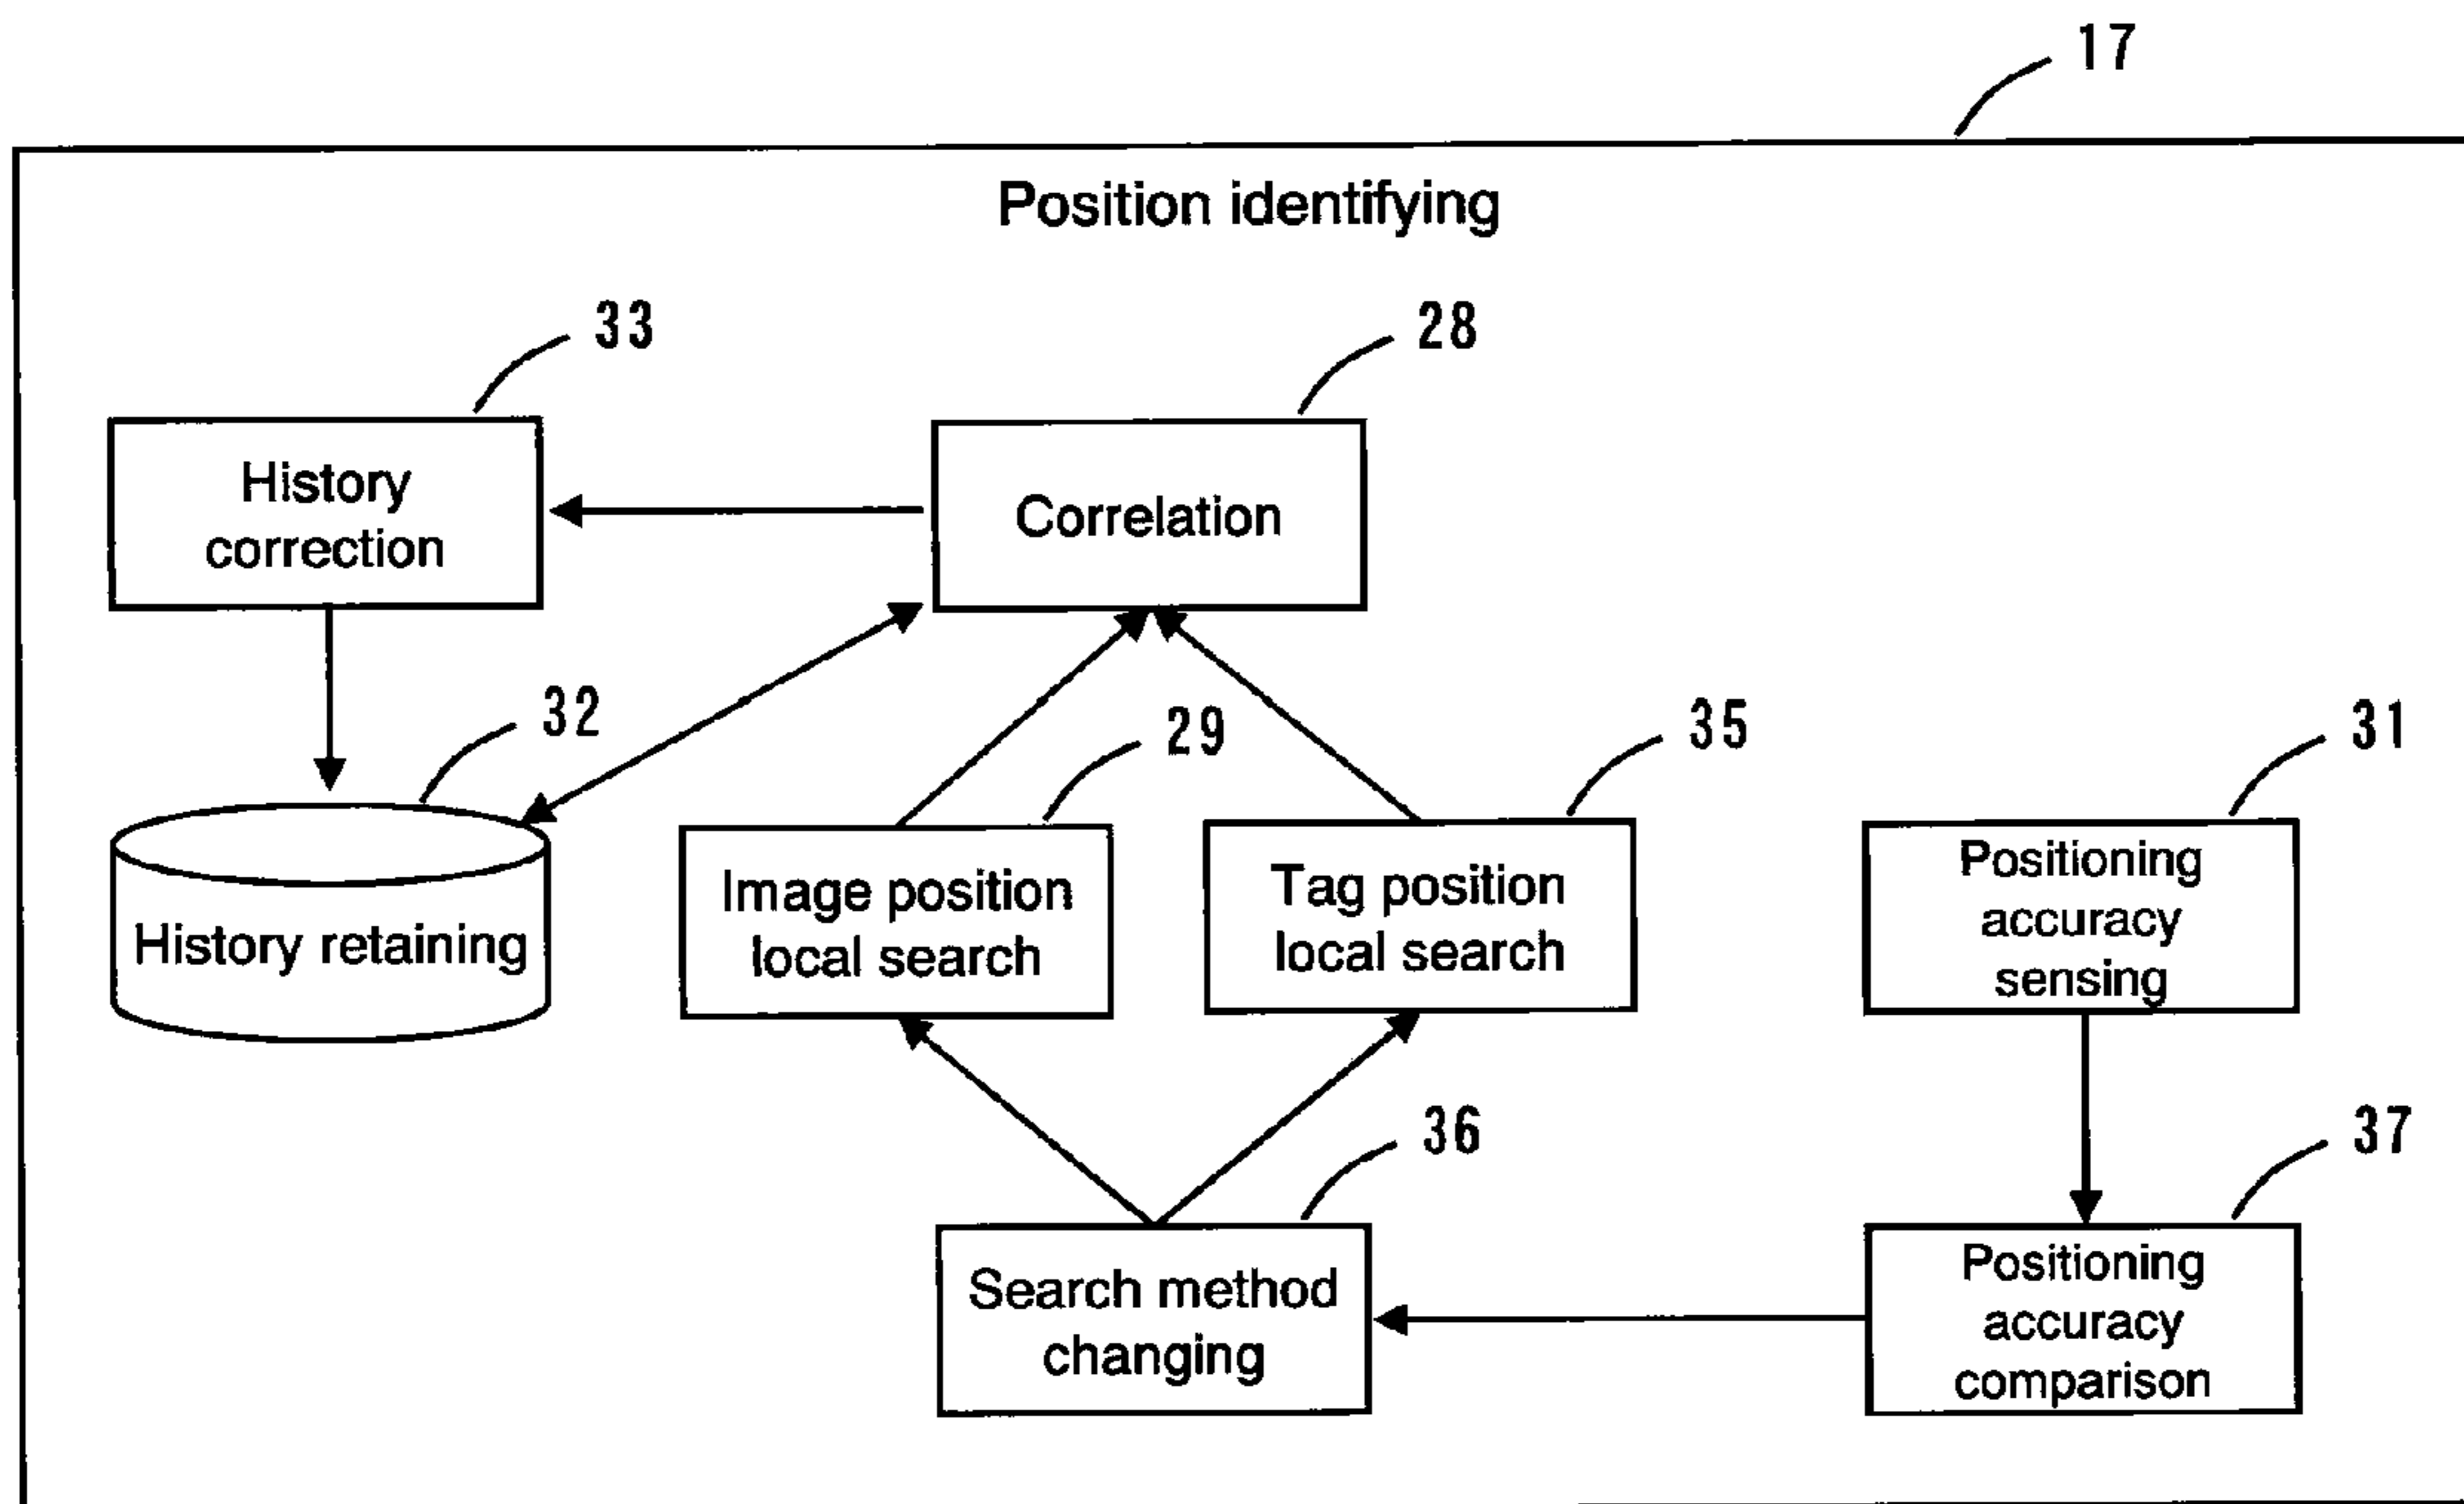 17
Position identifying
33
28
History
correction
Correlation
32
29
35
31
History retaining
Image position
local search
Tag position
local search
Positioning
accuracy
sensing
36
37
Search method
changing
Positioning
accuracy
comparison